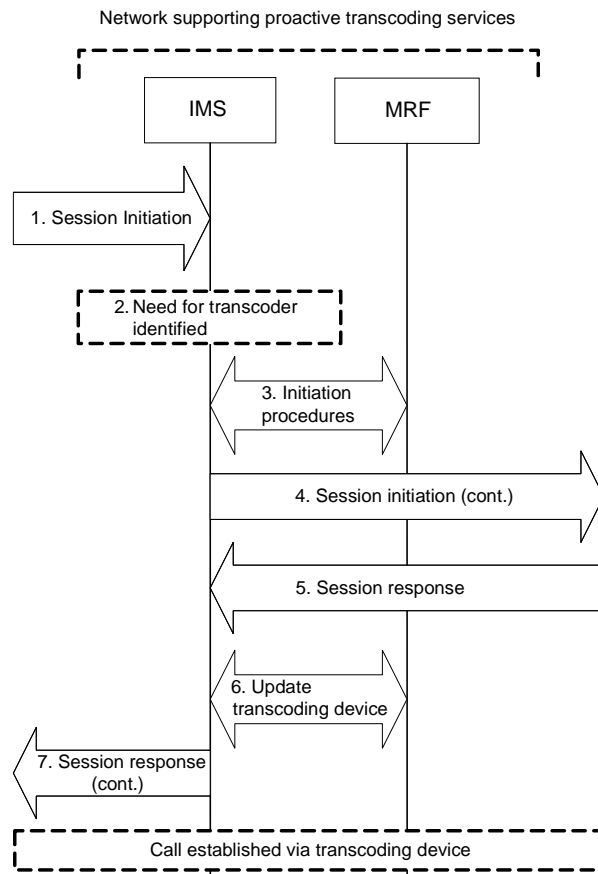 Network supporting proactive transcoding services
IMS
MRF
1. Session Initiation
2. Need for transcoder
identified
3. Initiation
procedures
4. Session initiation (cont.)
5. Session response
6. Update
transcoding device
7. Session response
(cont.)
Call established via transcoding device